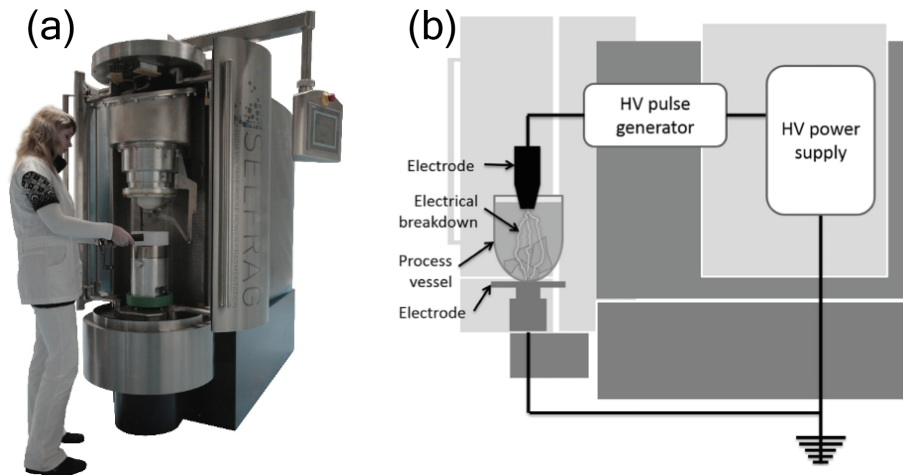 (a)
SELFRAG
(b)
HV pulse
generator
HV power
supply
Electrode
Electrical
breakdown
Process
vessel
Electrode